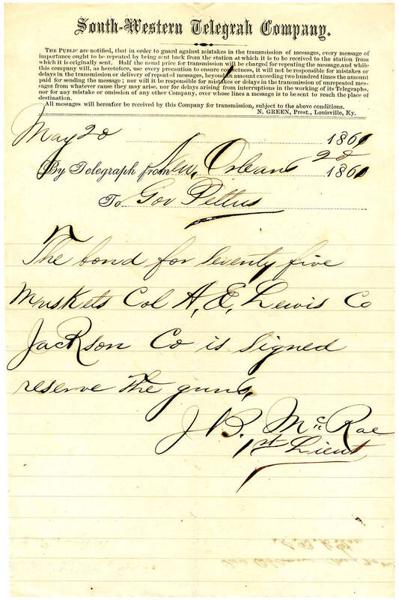 South-Western Telegrah Company.
THE PUBLIC are notified, that in order to guard against mistakes in the transmission of messages, every message of
importance ought to be repeated by being sent back from the station at which it is to be received to the station from
which it is originally sent. Half the usual price for transmission will be charged for repeating the message, and while
this company will, as heretofore, use every precaution to ensure correctness, it will not be responsible for mistakes or
delays in the transmission or delivery of repeated messages, beyond an amount exceeding two hundred times the amount
paid for sending the message; nor will it be responsible for mistakes or delays in the transmission of unrepeated mes-
sages from whatever cause they may arise, nor for delays arising from interruptions in the working of its Telegraphs,
nor for any mistake or omission of any other Company, over whose lines a message is to be sent to reach the place of
destination.
All messages will hereafter be received by this Company for transmission, subject to the above conditions.
N. GREEN, Prest., Louisville, Ky.
May 28 1861
By Telegraph from New Orleans 28 1861
To Gov Pettus
The bond for seventy five
Muskets Col A. E. Lewis Co
Jackson Co is signed
reserve the guns.
J. B. McRae
1st Lieut